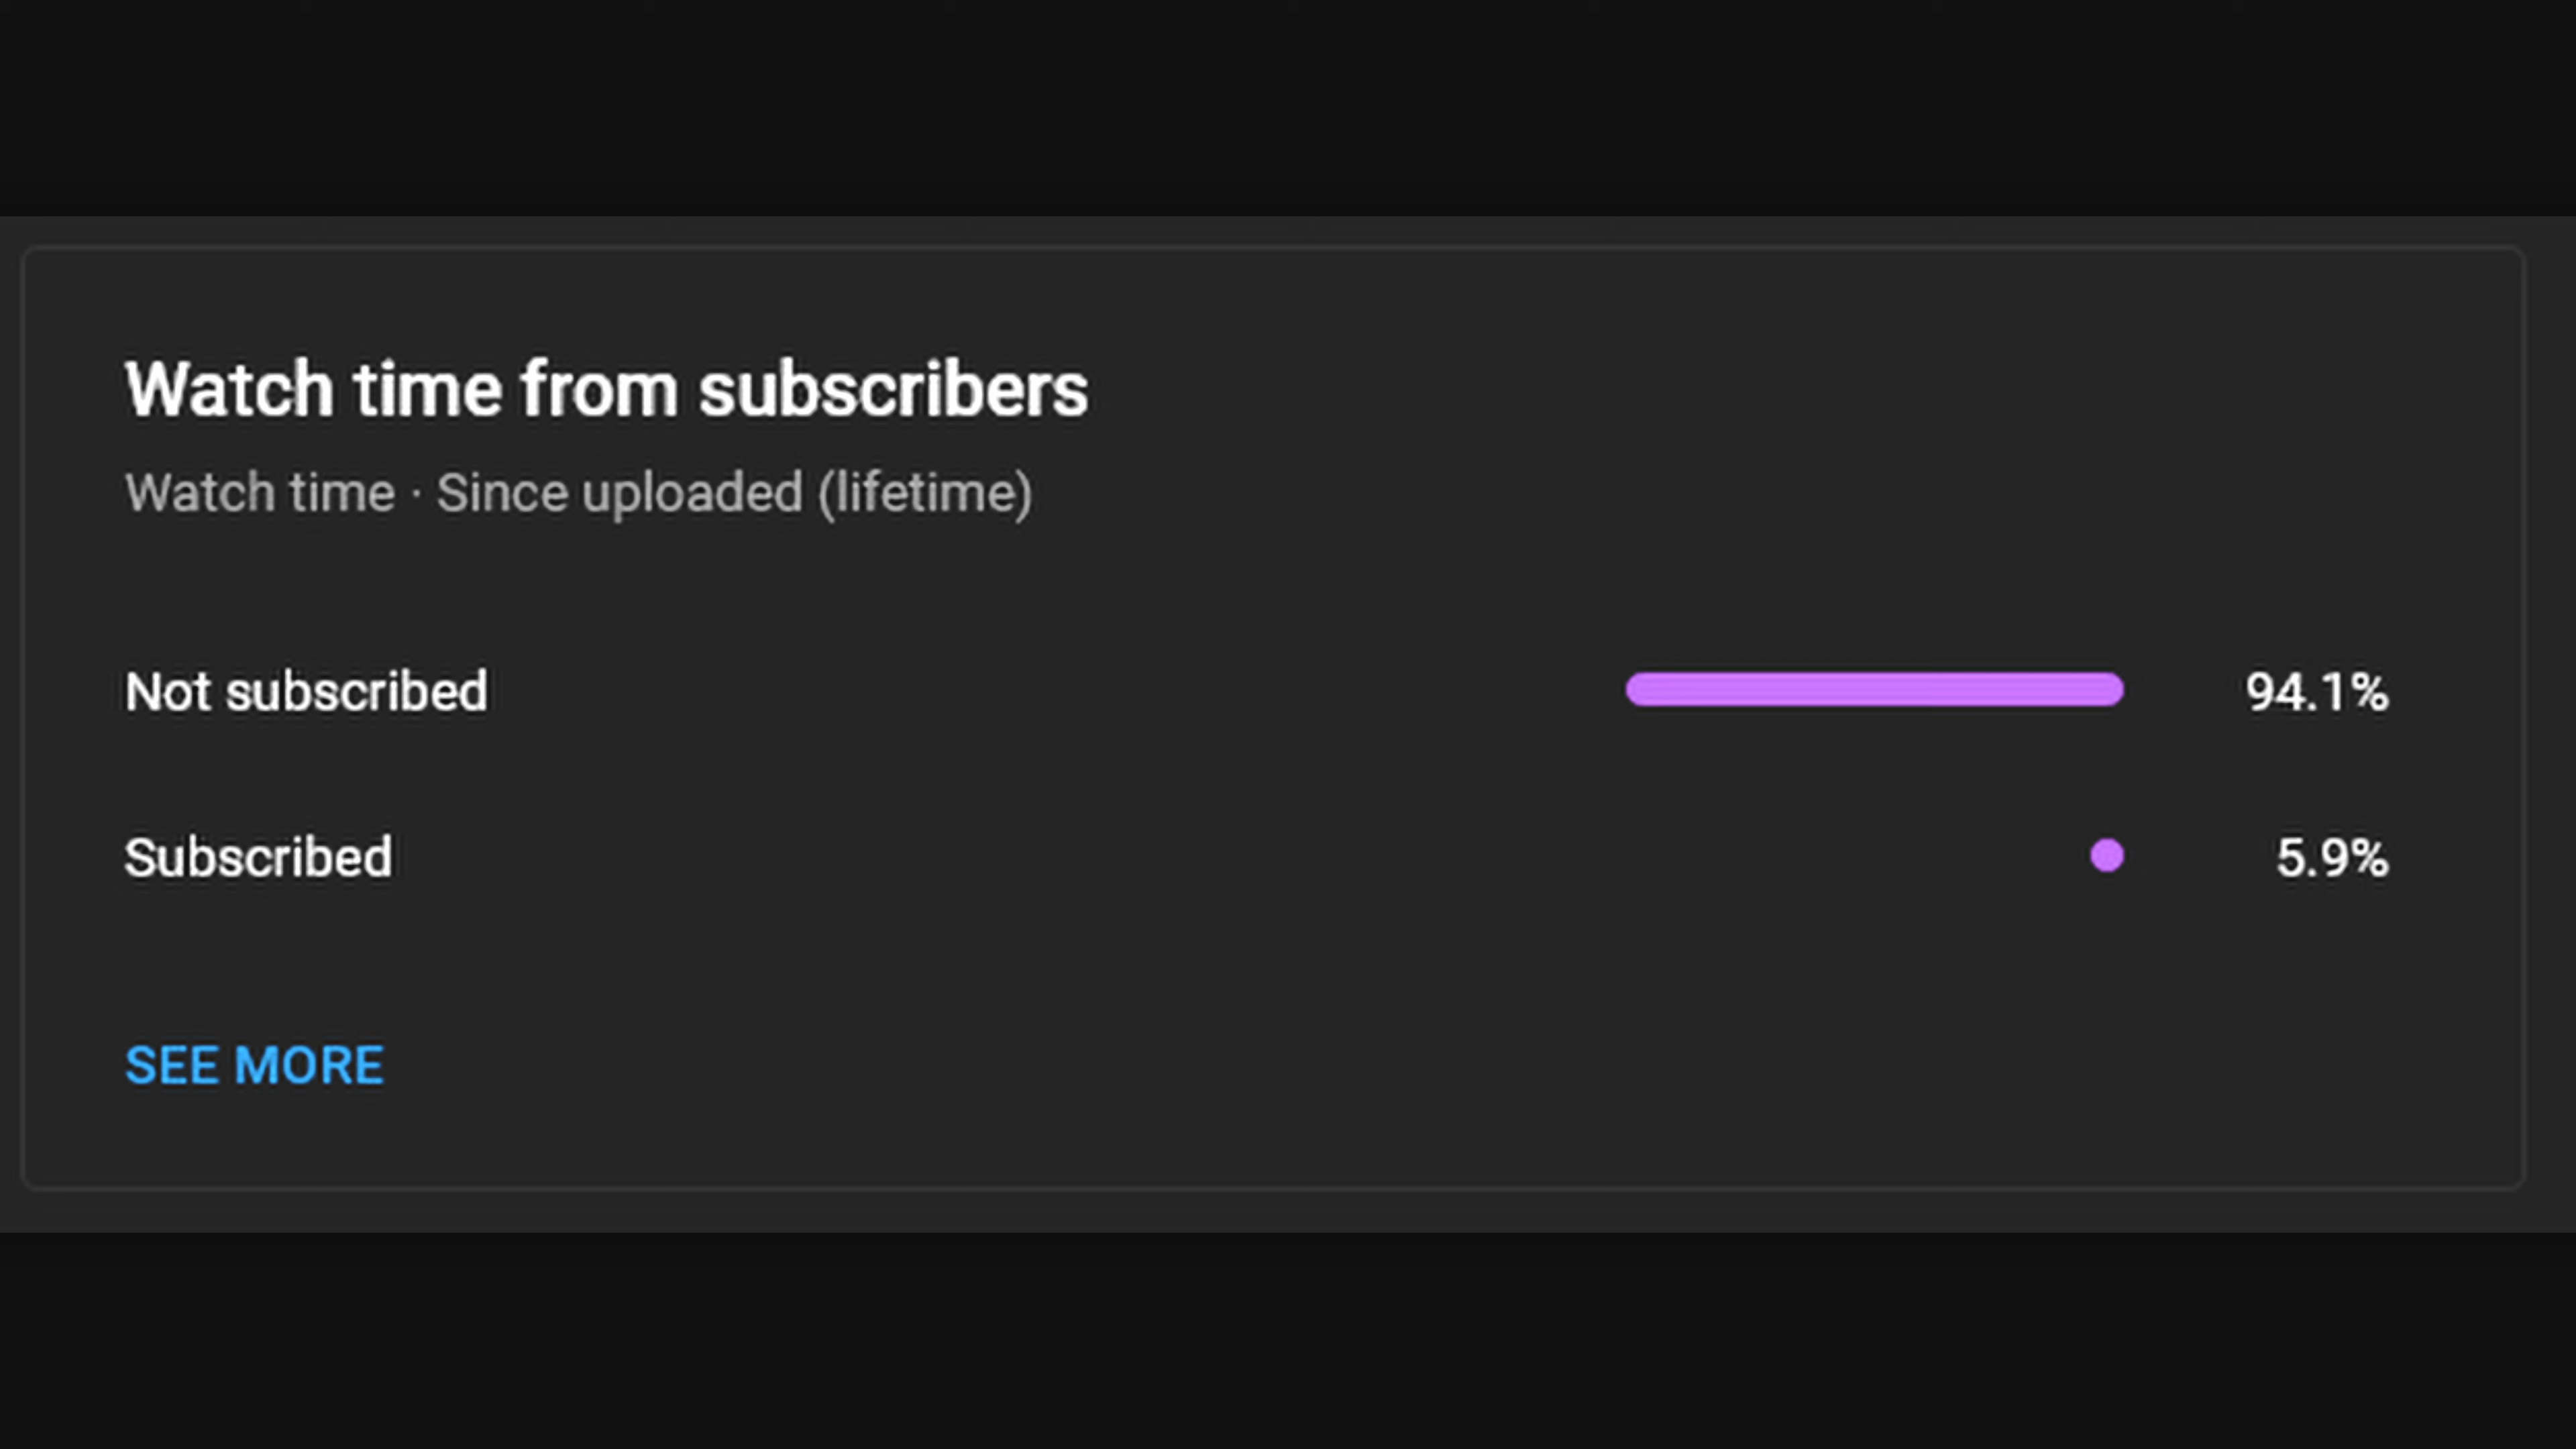 Watch time from subscribers
Watch time · Since uploaded (lifetime)
Not subscribed 94.1%
Subscribed 5.9%
SEE MORE